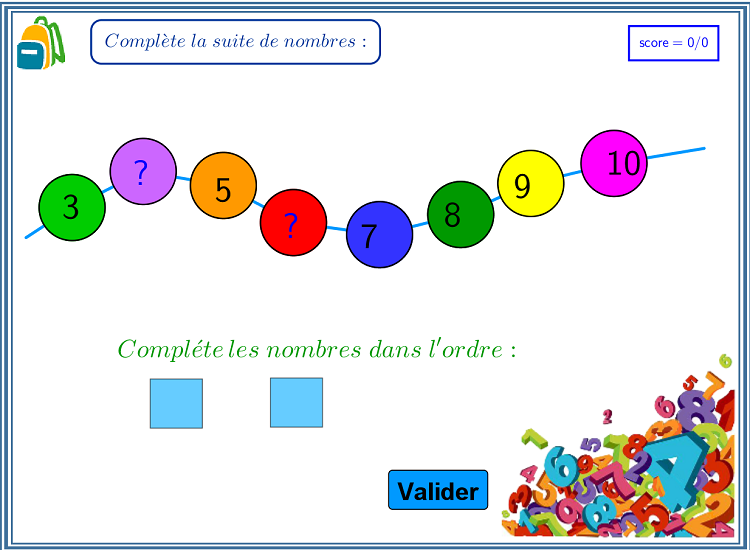 Complète la suite de nombres :
score = 0/0
3 ? 5 ? 7 8 9 10
Compléte les nombres dans l'ordre :
Valider